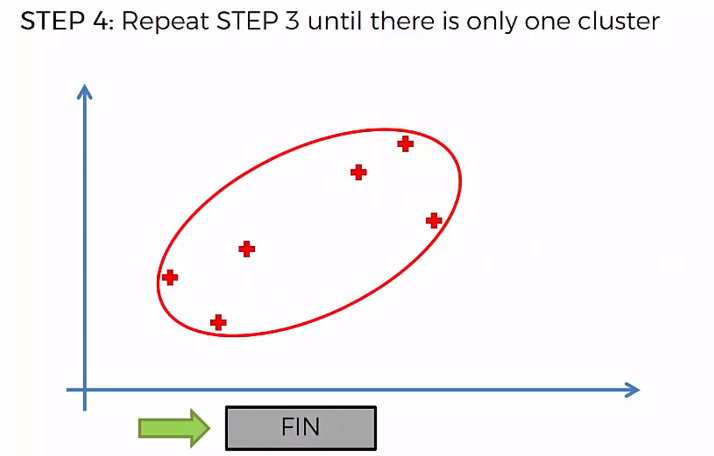 STEP 4: Repeat STEP 3 until there is only one cluster
FIN